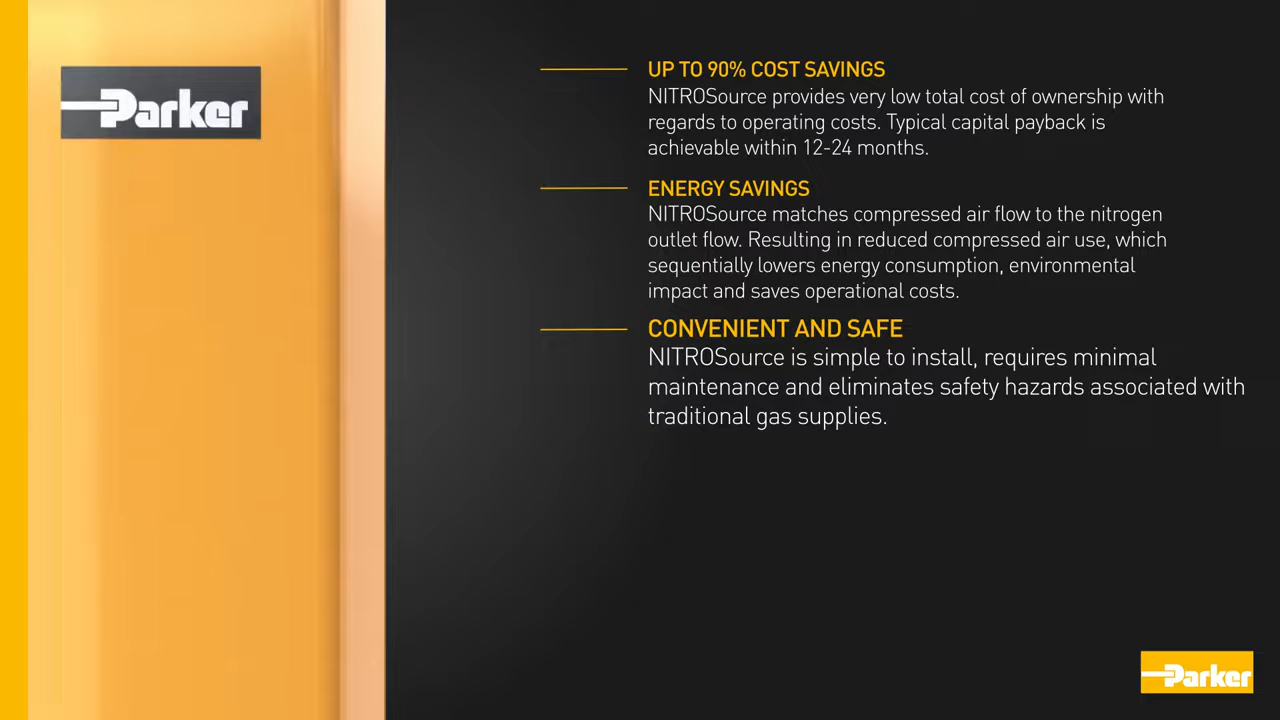 Parker
UP TO 90% COST SAVINGS
NITROSource provides very low total cost of ownership with
regards to operating costs. Typical capital payback is
achievable within 12-24 months.
ENERGY SAVINGS
NITROSource matches compressed air flow to the nitrogen
outlet flow. Resulting in reduced compressed air use, which
sequentially lowers energy consumption, environmental
impact and saves operational costs.
CONVENIENT AND SAFE
NITROSource is simple to install, requires minimal
maintenance and eliminates safety hazards associated with
traditional gas supplies.
Parker